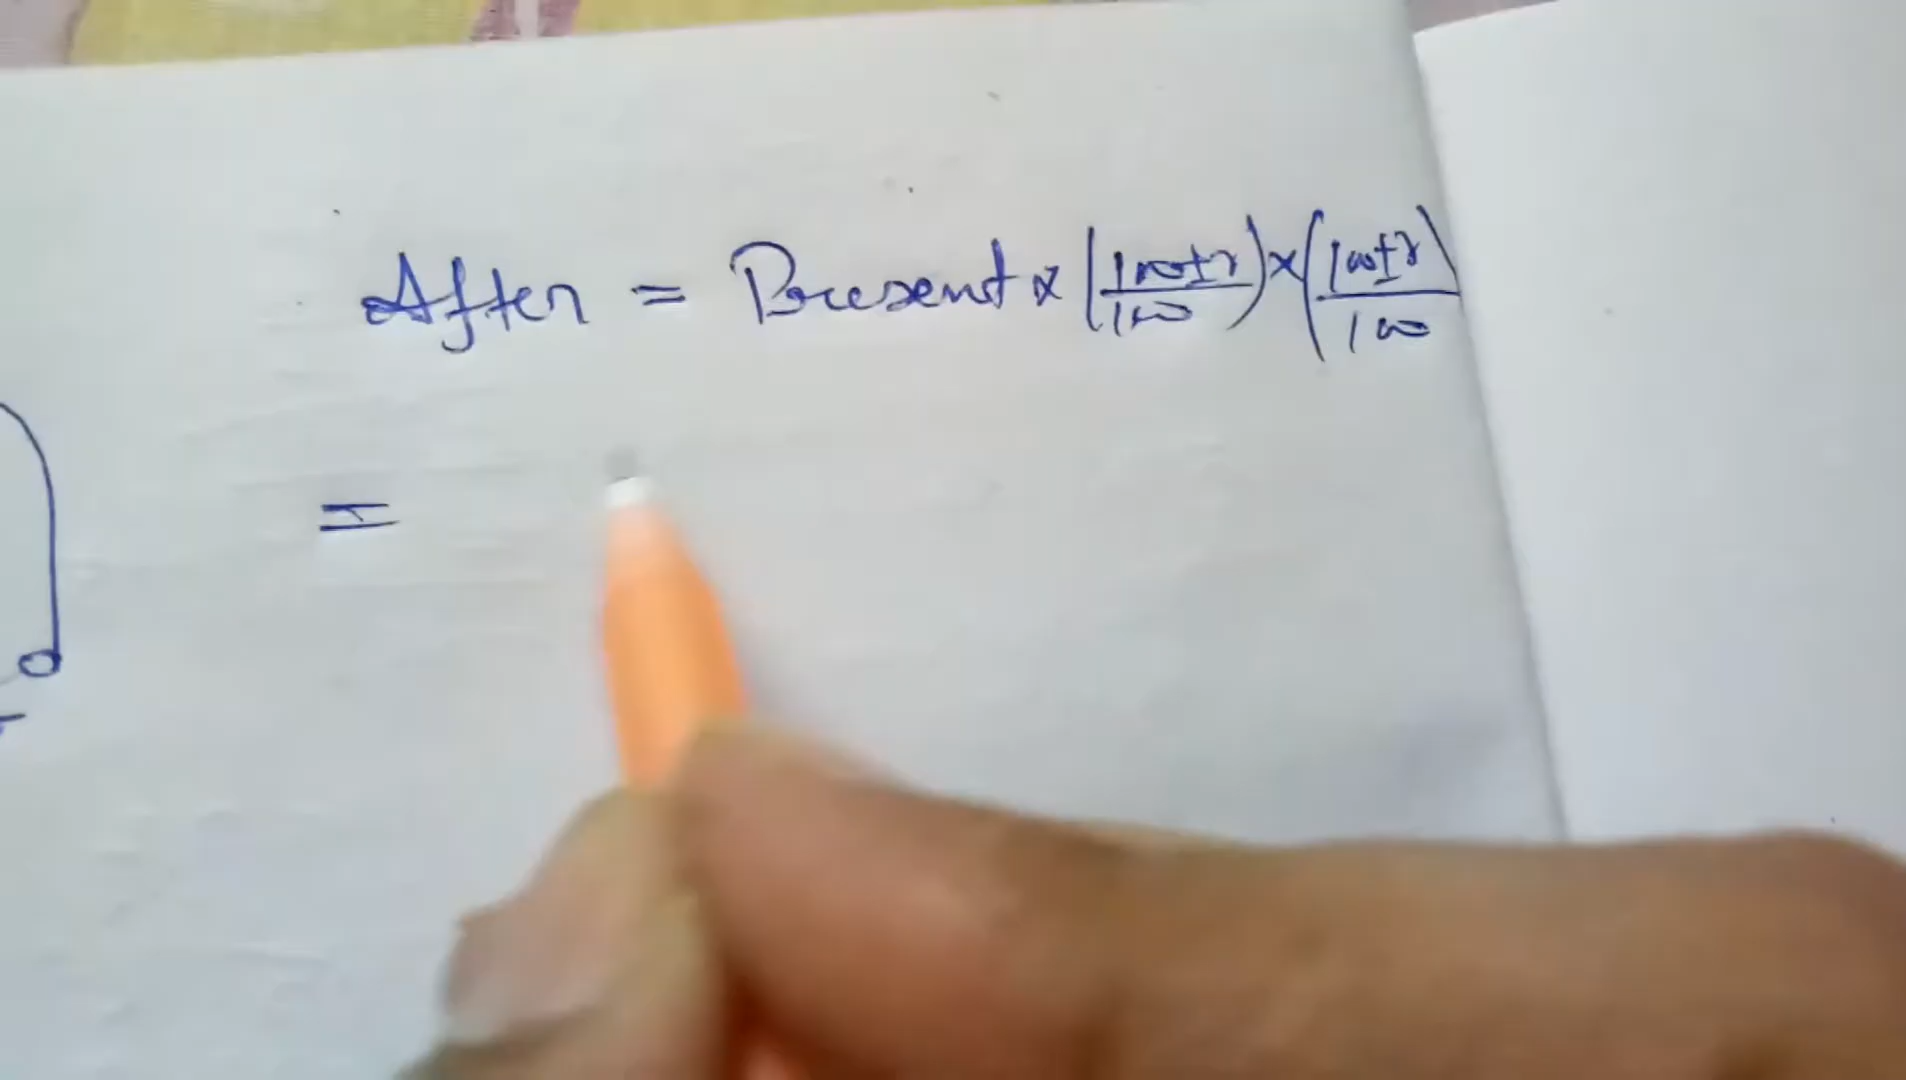 After = Present × (100±r/100) × (100±r/100
=